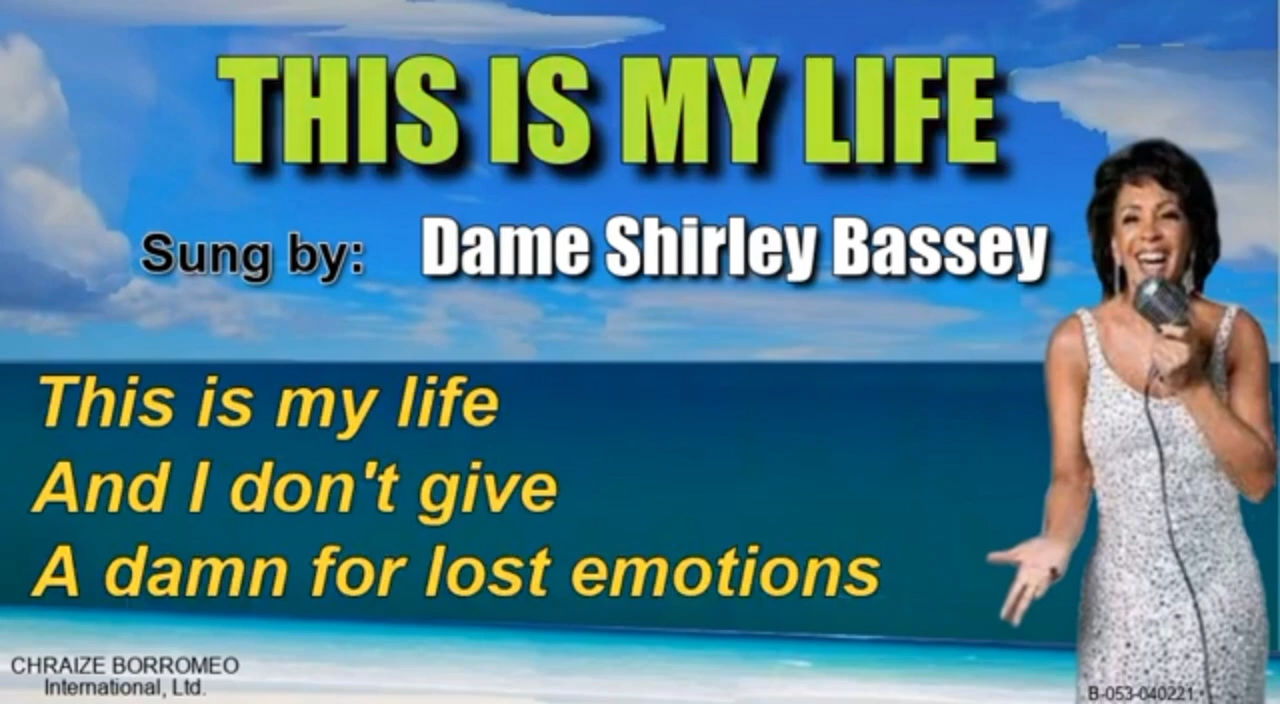 THIS IS MY LIFE
Sung by: Dame Shirley Bassey
This is my life
And I don't give
A damn for lost emotions
CHRAIZE BORROMEO
International, Ltd.
B-053-040221